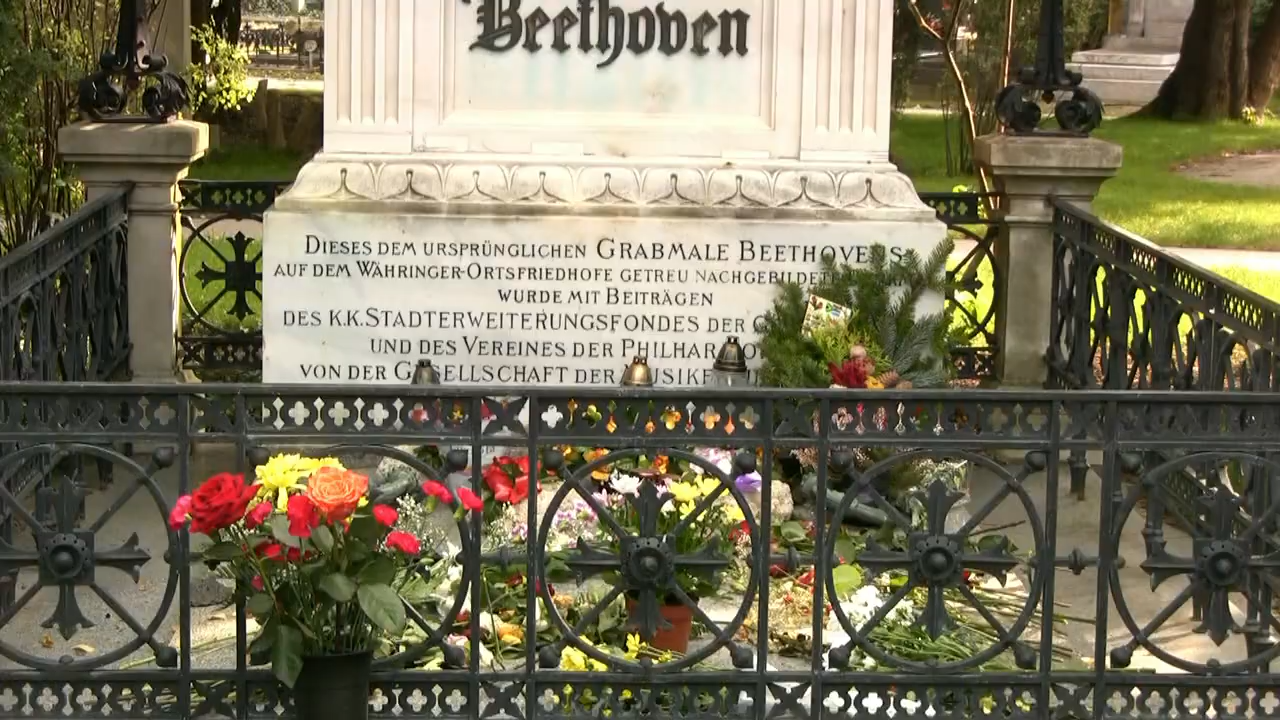 Beethoven
DIESES DEM URSPRÜNGLICHEN GRABMALE BEETHOVENS
AUF DEM WÄHRINGER-ORTSFRIEDHOFE GETREU NACHGEBILDETE
WURDE MIT BEITRÄGEN
DES K.K. STADTERWEITERUNGSFONDES DER
UND DES VEREINES DER
VON DER GESELLSCHAFT DER